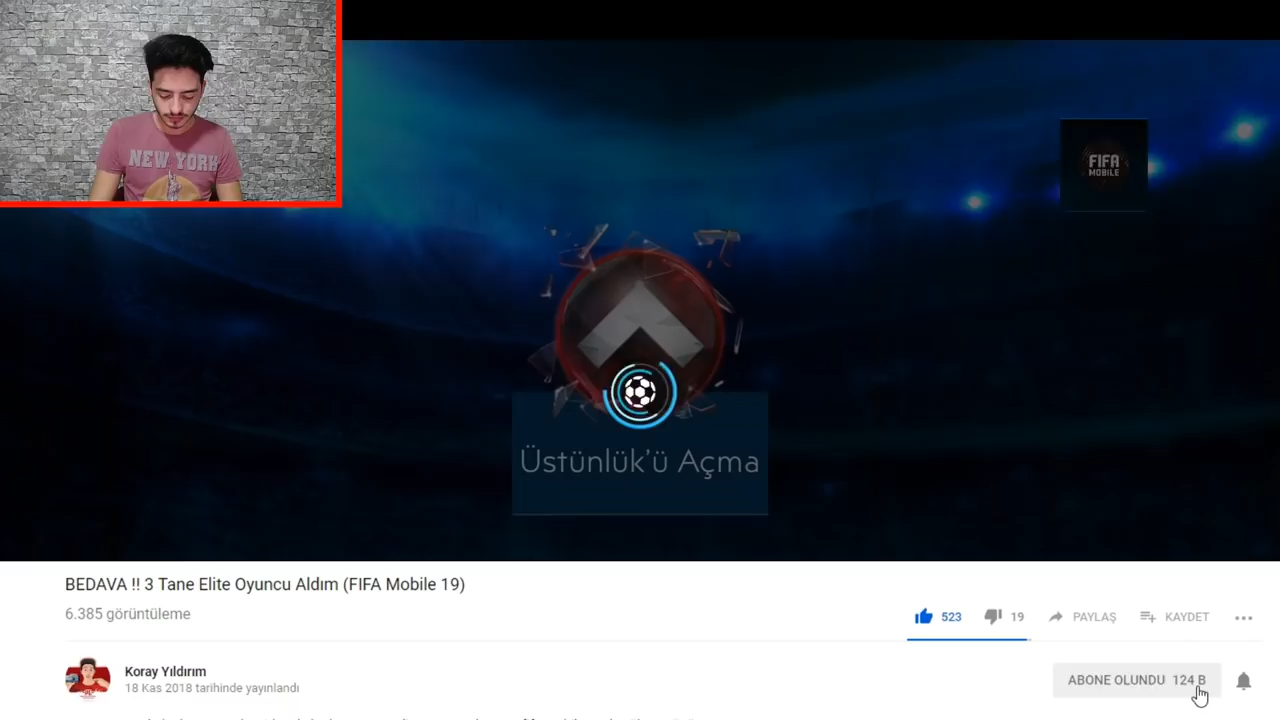 NEW YORK
FIFA
MOBILE
Üstünlük'ü Açma
BEDAVA !! 3 Tane Elite Oyuncu Aldım (FIFA Mobile 19)
6.385 görüntüleme
523
19
PAYLAŞ
KAYDET
Koray Yıldırım
18 Kas 2018 tarihinde yayınlandı
ABONE OLUNDU 124 B